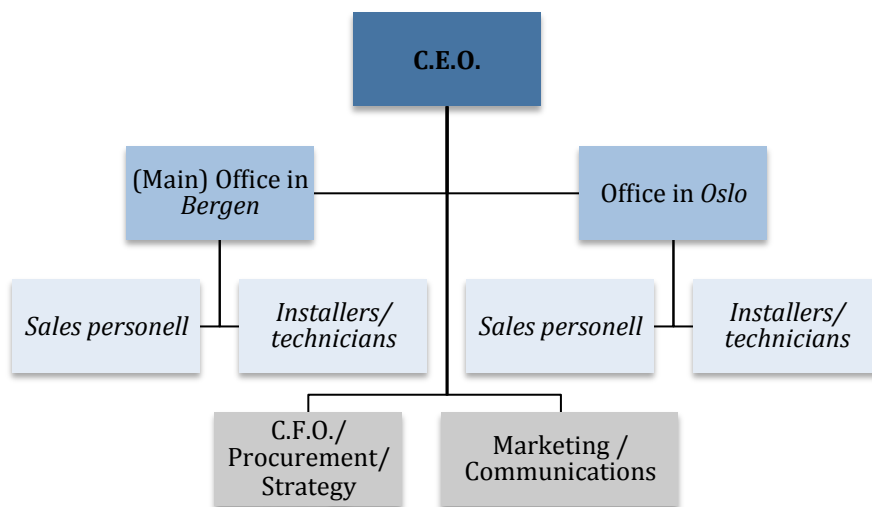 C.E.O.
(Main) Office in
Bergen
Office in Oslo
Sales personell
Installers/
technicians
Sales personell
Installers/
technicians
C.F.O./
Procurement/
Strategy
Marketing /
Communications